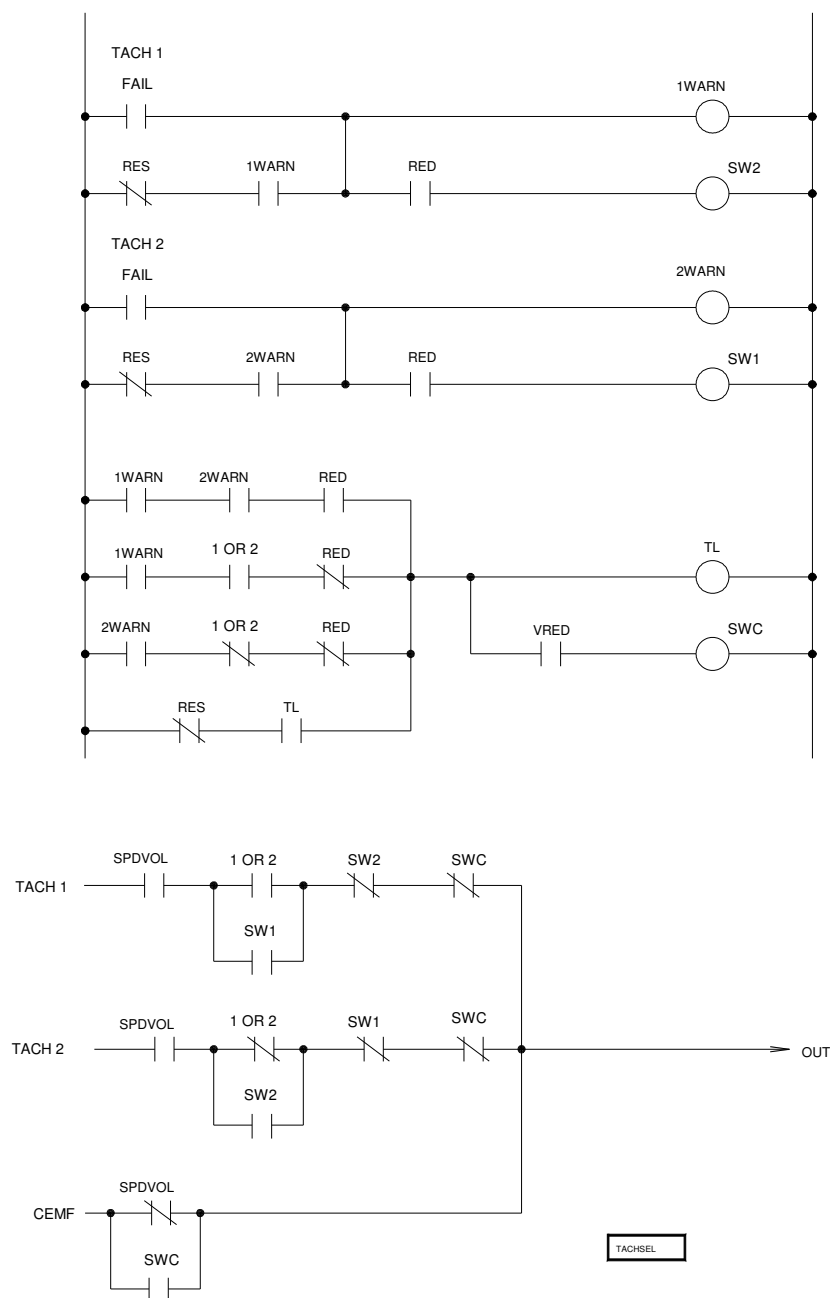 TACH 1
FAIL
1WARN
RES
1WARN
RED
SW2
TACH 2
FAIL
2WARN
RES
2WARN
RED
SW1
1WARN
2WARN
RED
1WARN
1 OR 2
RED
TL
2WARN
1 OR 2
RED
VRED
SWC
RES
TL
SPDVOL
1 OR 2
SW2
SWC
TACH 1
SW1
SPDVOL
1 OR 2
SW1
SWC
TACH 2
OUT
SW2
SPDVOL
CEMF
SWC
TACHSEL